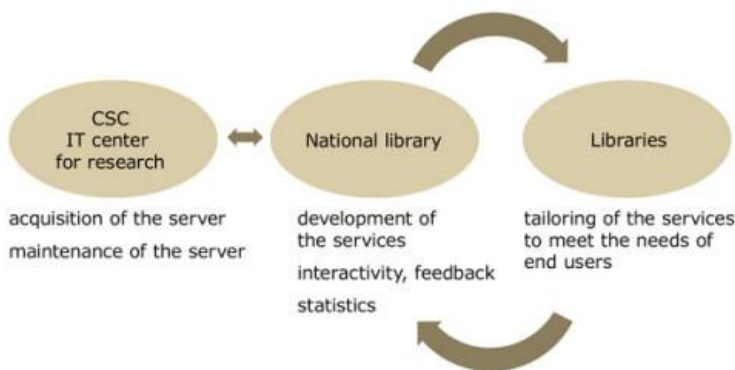 CSC
IT center
for research
National library
Libraries
acquisition of the server
maintenance of the server
development of
the services
interactivity, feedback
statistics
tailoring of the services
to meet the needs of
end users